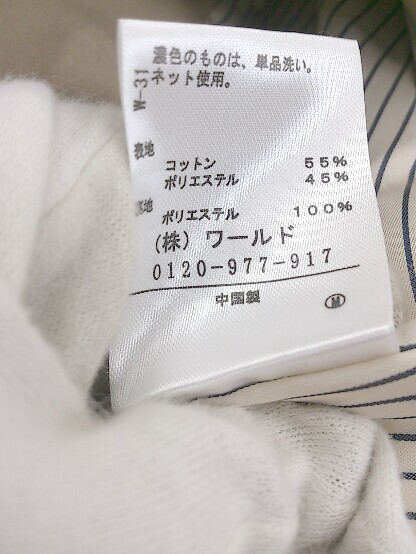 濃色のものは、単品洗い。
ネット使用。
W-31
表地
コットン 55%
ポリエステル 45%
裏地
ポリエステル 100%
(株) ワールド
0120-977-917
中国製 M